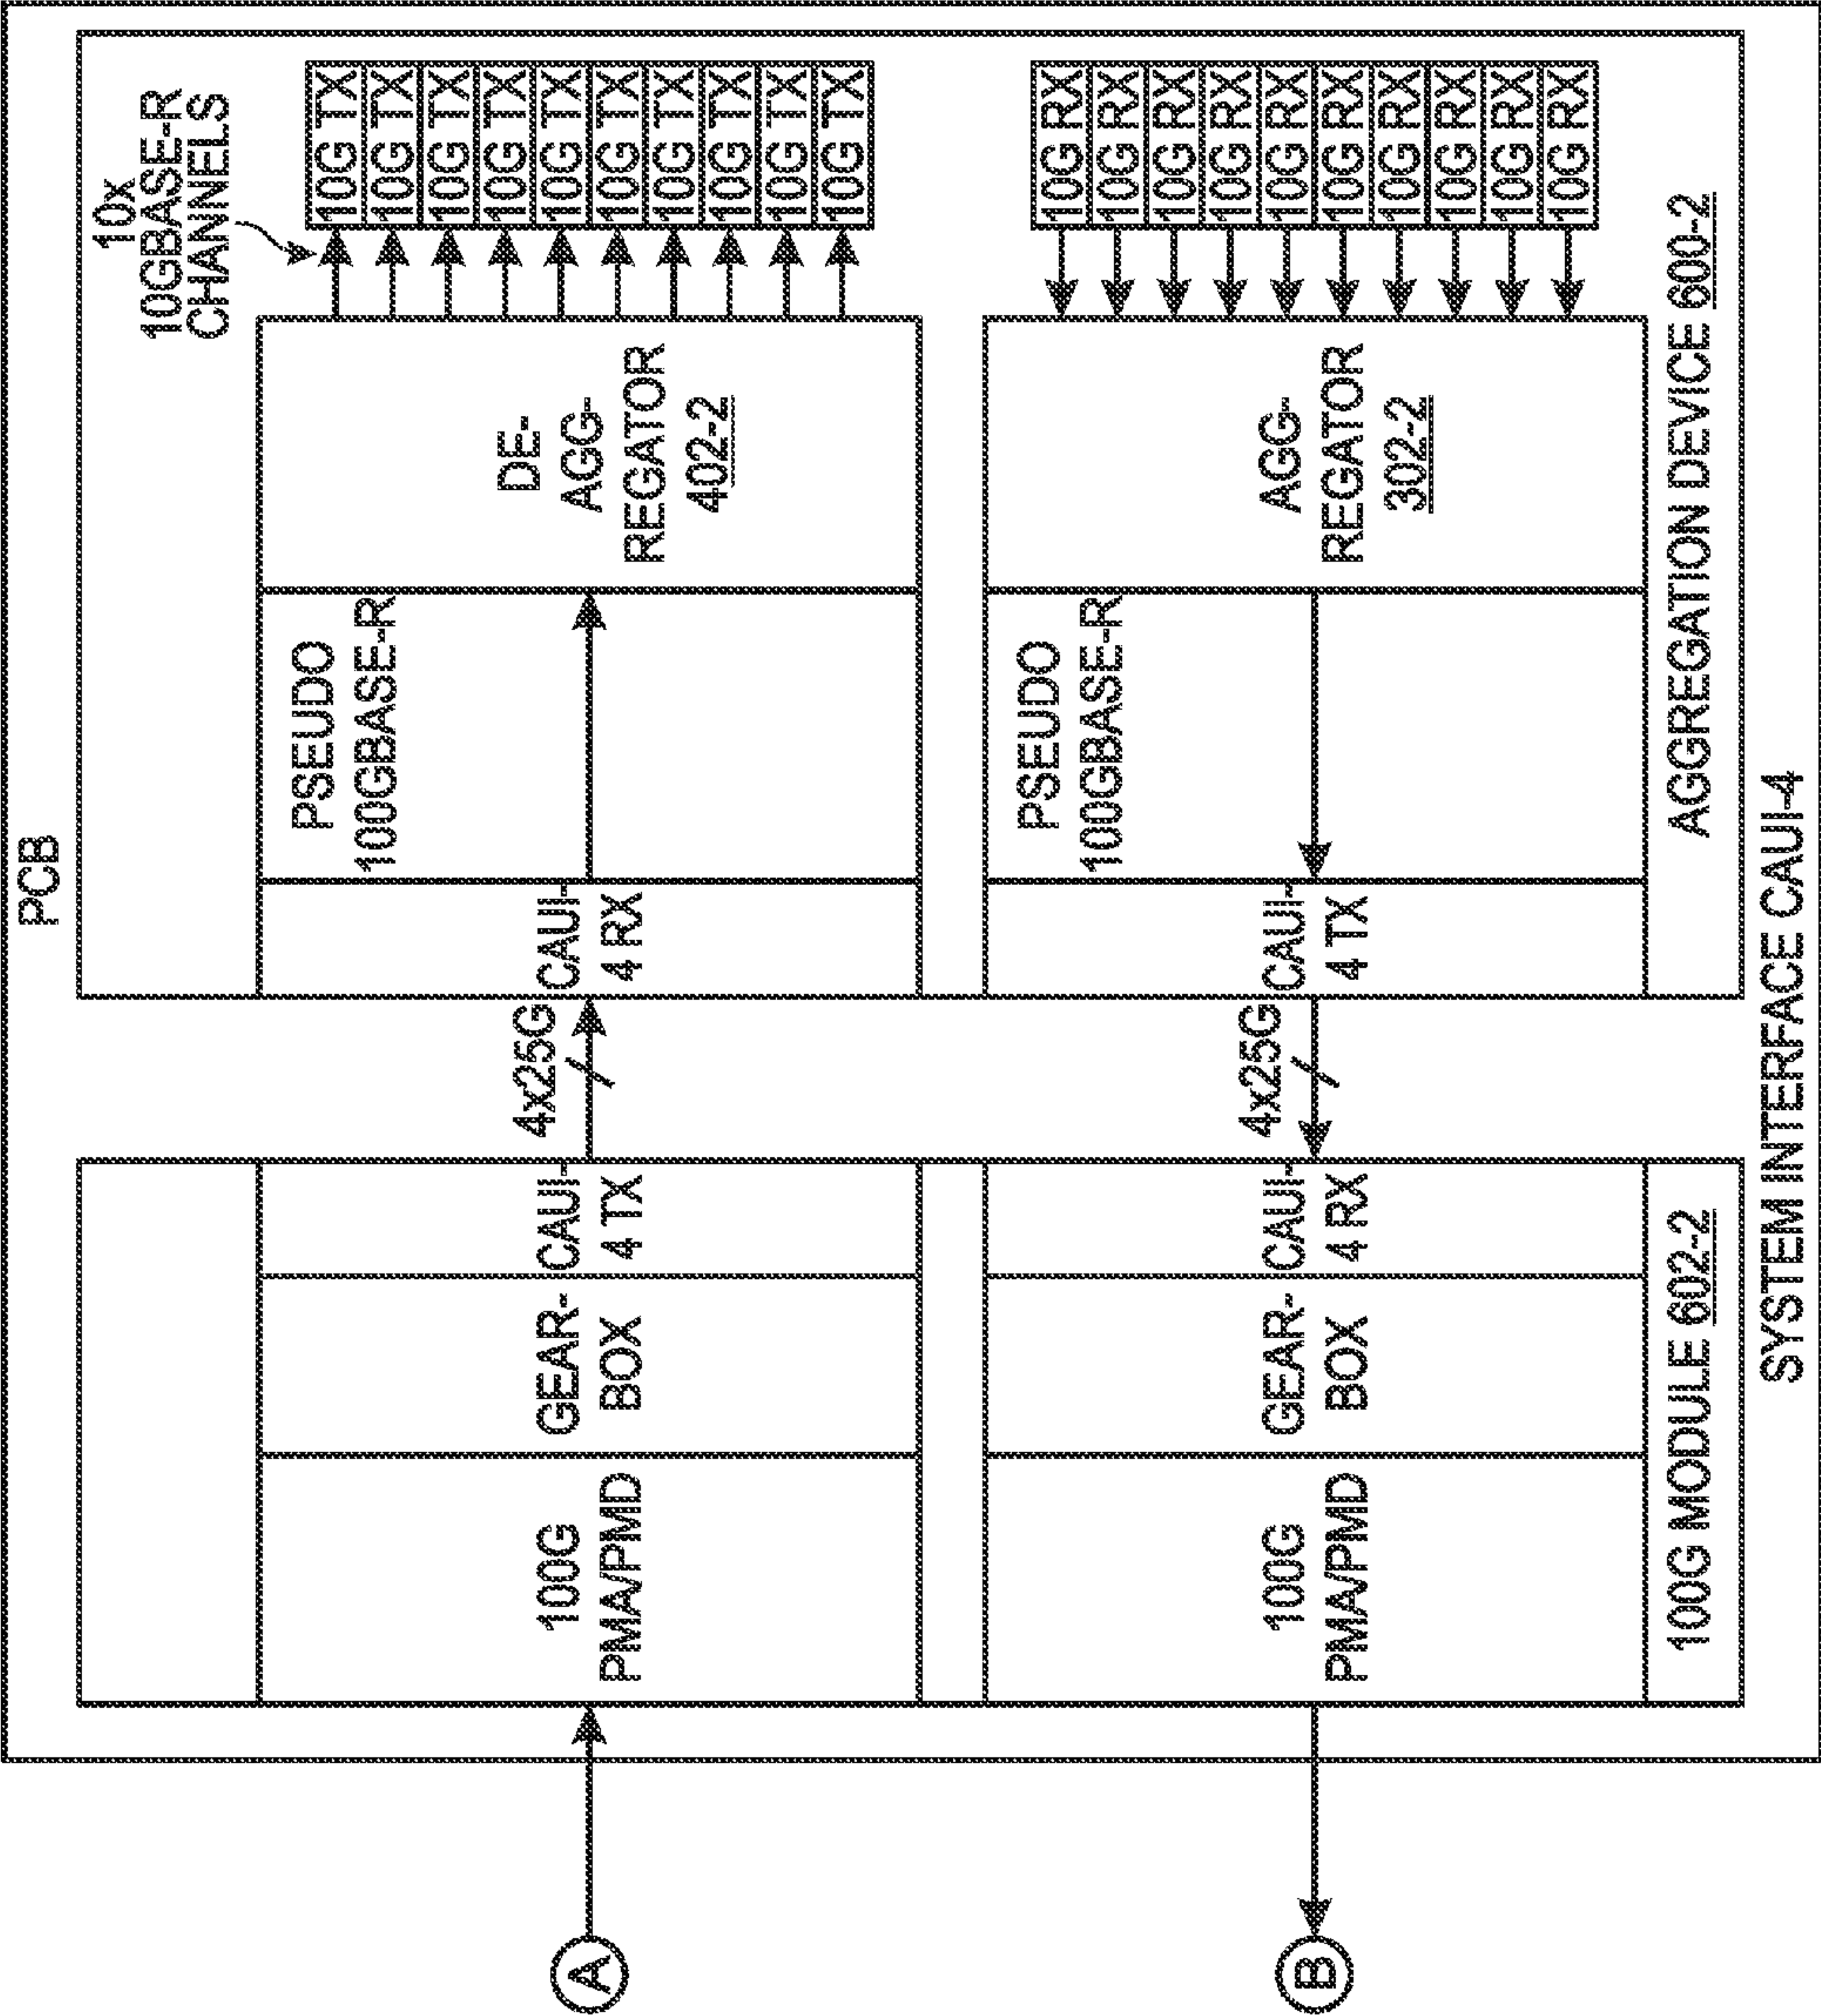 PCB
10x
10GBASE-R
CHANNELS
A
100G
PMA/PMD
GEAR-
BOX
CAUI-
4 TX
4x25G
CAUI-
4 RX
PSEUDO
100GBASE-R
DE-
AGG-
REGATOR
402-2
10G TX
10G TX
10G TX
10G TX
10G TX
10G TX
10G TX
10G TX
10G TX
10G TX
B
100G
PMA/PMD
GEAR-
BOX
CAUI-
4 RX
4x25G
CAUI-
4 TX
PSEUDO
100GBASE-R
AGG-
REGATOR
302-2
10G RX
10G RX
10G RX
10G RX
10G RX
10G RX
10G RX
10G RX
10G RX
10G RX
100G MODULE 602-2
AGGREGATION DEVICE 600-2
SYSTEM INTERFACE CAUI-4